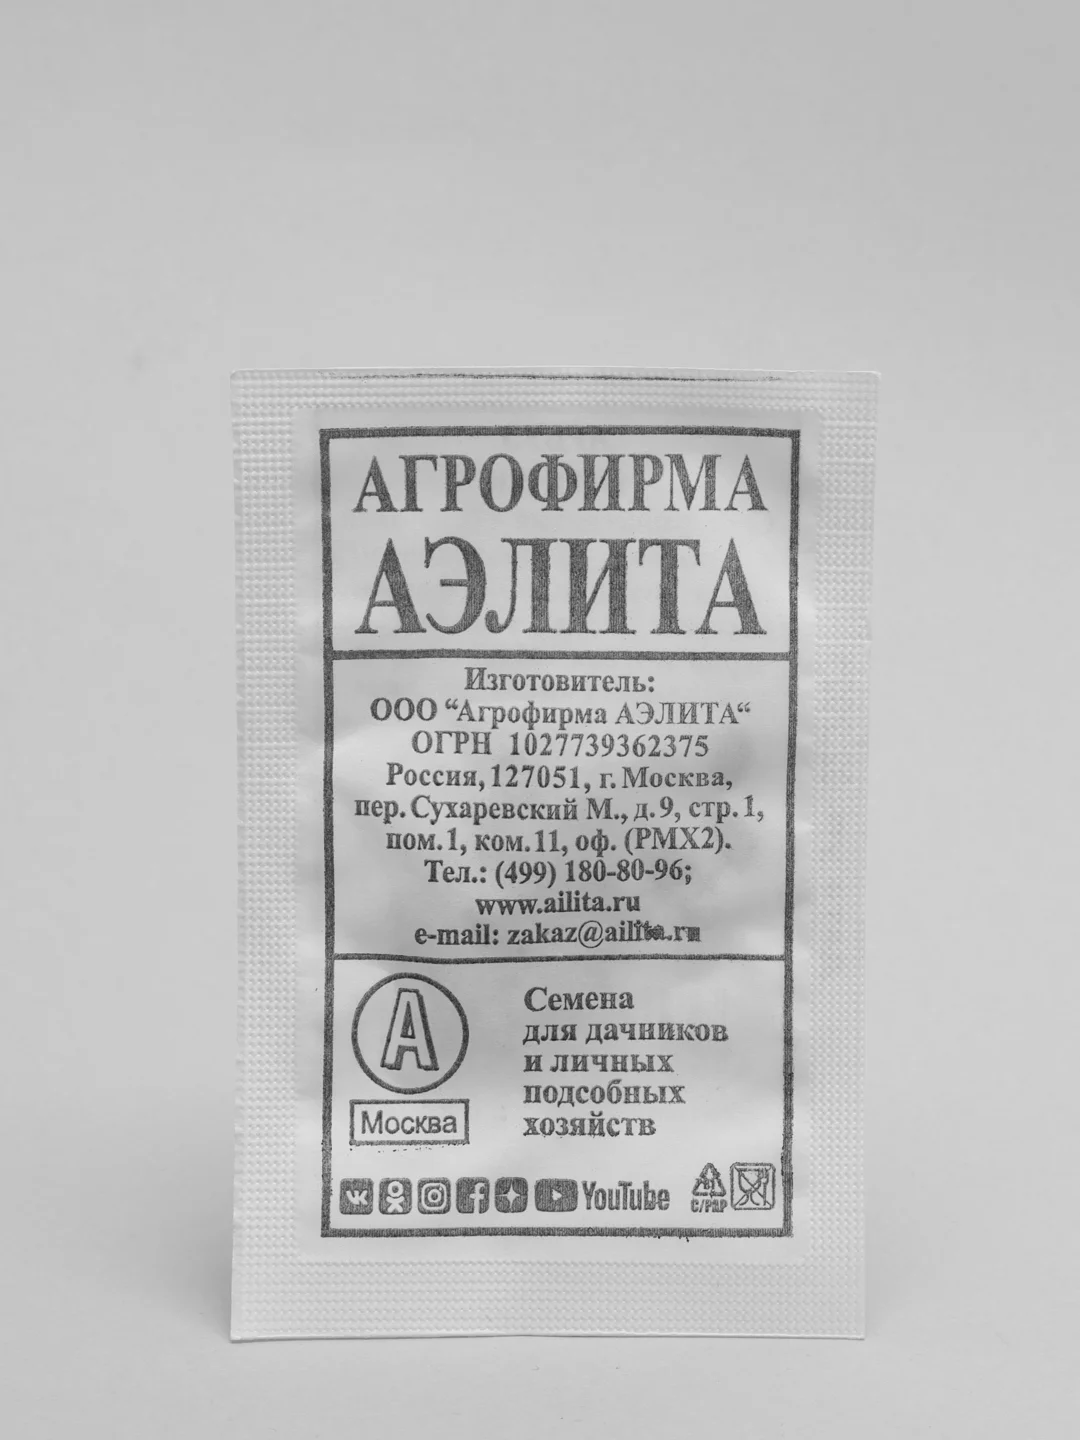 АГРОФИРМА
АЭЛИТА
Изготовитель:
ООО “Агрофирма АЭЛИТА“
ОГРН 1027739362375
Россия, 127051, г. Москва,
пер. Сухаревский М., д. 9, стр. 1,
пом. 1, ком. 11, оф. (РМХ2).
Тел.: (499) 180-80-96;
www.ailita.ru
e-mail: zakaz@ailita.ru
А
Москва
Семена
для дачников
и личных
подсобных
хозяйств
YouTube
81
C/PAP